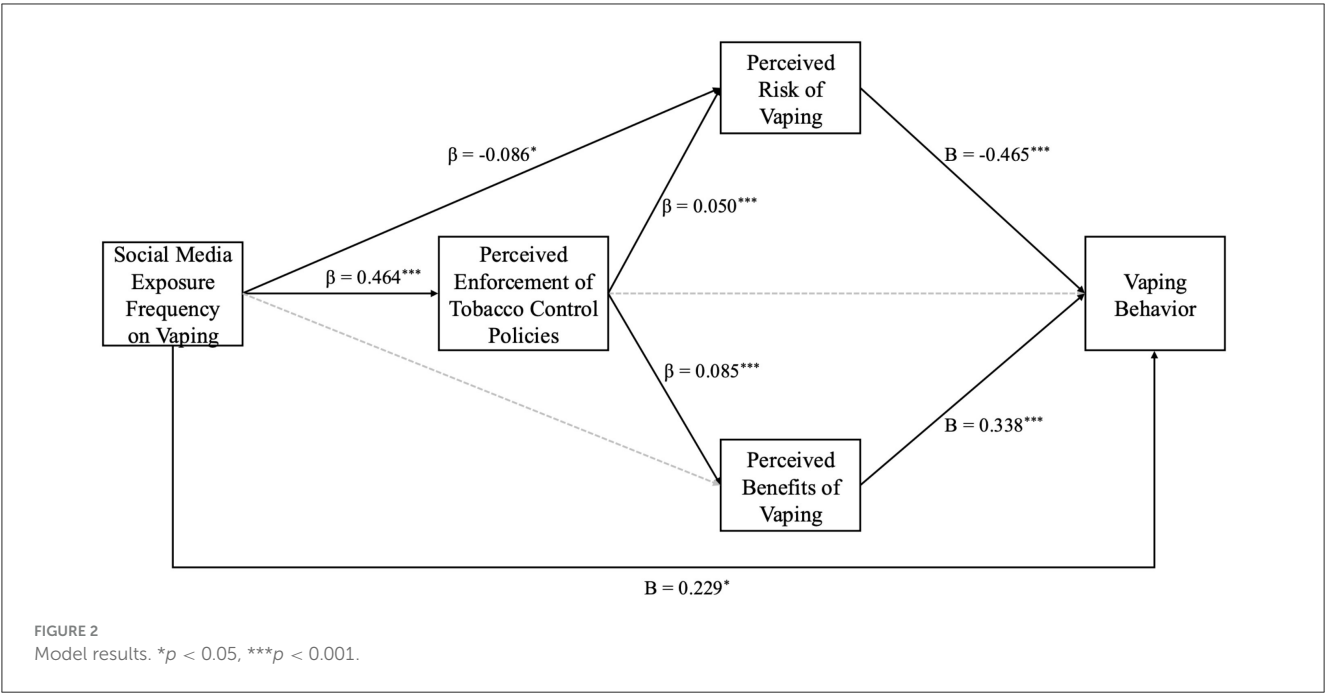 Perceived
Risk of
Vaping
β = -0.086*
B = -0.465***
β = 0.050***
Social Media
Exposure
Frequency
on Vaping
β = 0.464***
Perceived
Enforcement of
Tobacco Control
Policies
Vaping
Behavior
β = 0.085***
B = 0.338***
Perceived
Benefits of
Vaping
B = 0.229*
FIGURE 2
Model results. *p < 0.05, ***p < 0.001.